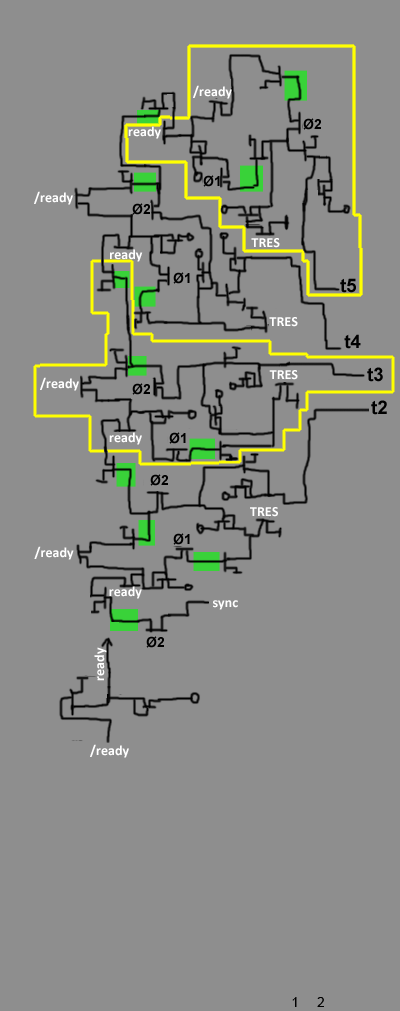 /ready
ready
Ø2
Ø1
/ready
Ø2
TRES
ready
Ø1
t5
TRES
t4
TRES
t3
/ready
Ø2
t2
ready
Ø1
Ø2
TRES
Ø1
/ready
ready
sync
Ø2
ready
/ready
1 2